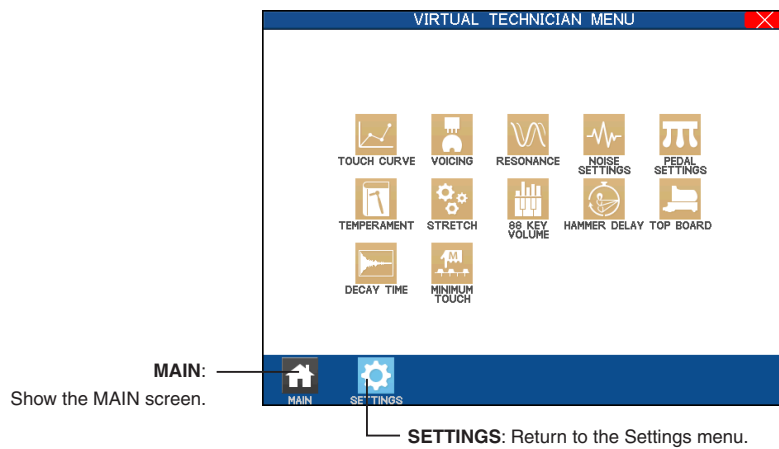 VIRTUAL TECHNICIAN MENU
TOUCH CURVE VOICING RESONANCE NOISE SETTINGS PEDAL SETTINGS
TEMPERAMENT STRETCH 88 KEY VOLUME HAMMER DELAY TOP BOARD
DECAY TIME MINIMUM TOUCH
MAIN:
Show the MAIN screen.
MAIN SETTINGS
SETTINGS: Return to the Settings menu.